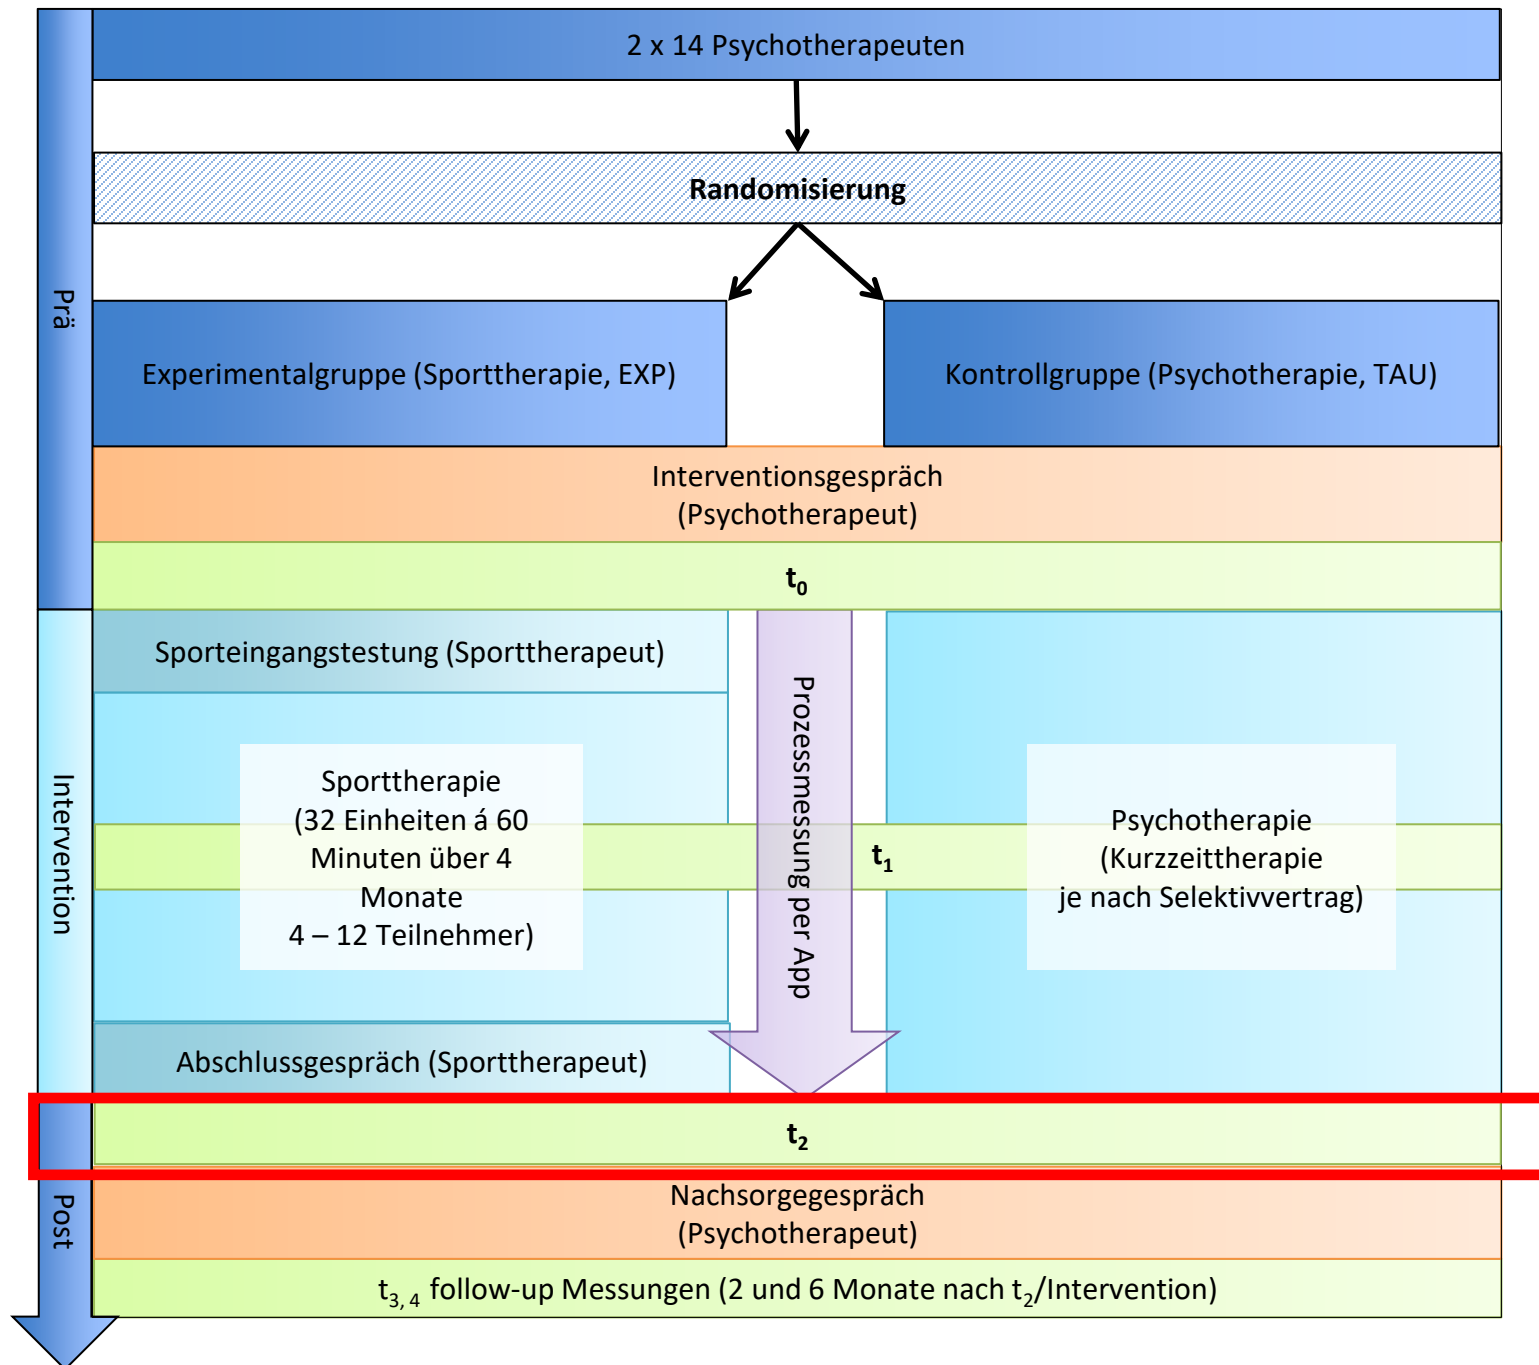 2 x 14 Psychotherapeuten
Randomisierung
Prä
Experimentalgruppe (Sporttherapie, EXP)
Kontrollgruppe (Psychotherapie, TAU)
Interventionsgespräch
(Psychotherapeut)
t0
Intervention
Sporteingangstestung (Sporttherapeut)
Prozessmessung per App
Sporttherapie
(32 Einheiten á 60
Minuten über 4
Monate
4 – 12 Teilnehmer)
t1
Psychotherapie
(Kurzzeittherapie
je nach Selektivvertrag)
Abschlussgespräch (Sporttherapeut)
t2
Post
Nachsorgegespräch
(Psychotherapeut)
t3, 4 follow-up Messungen (2 und 6 Monate nach t2/Intervention)